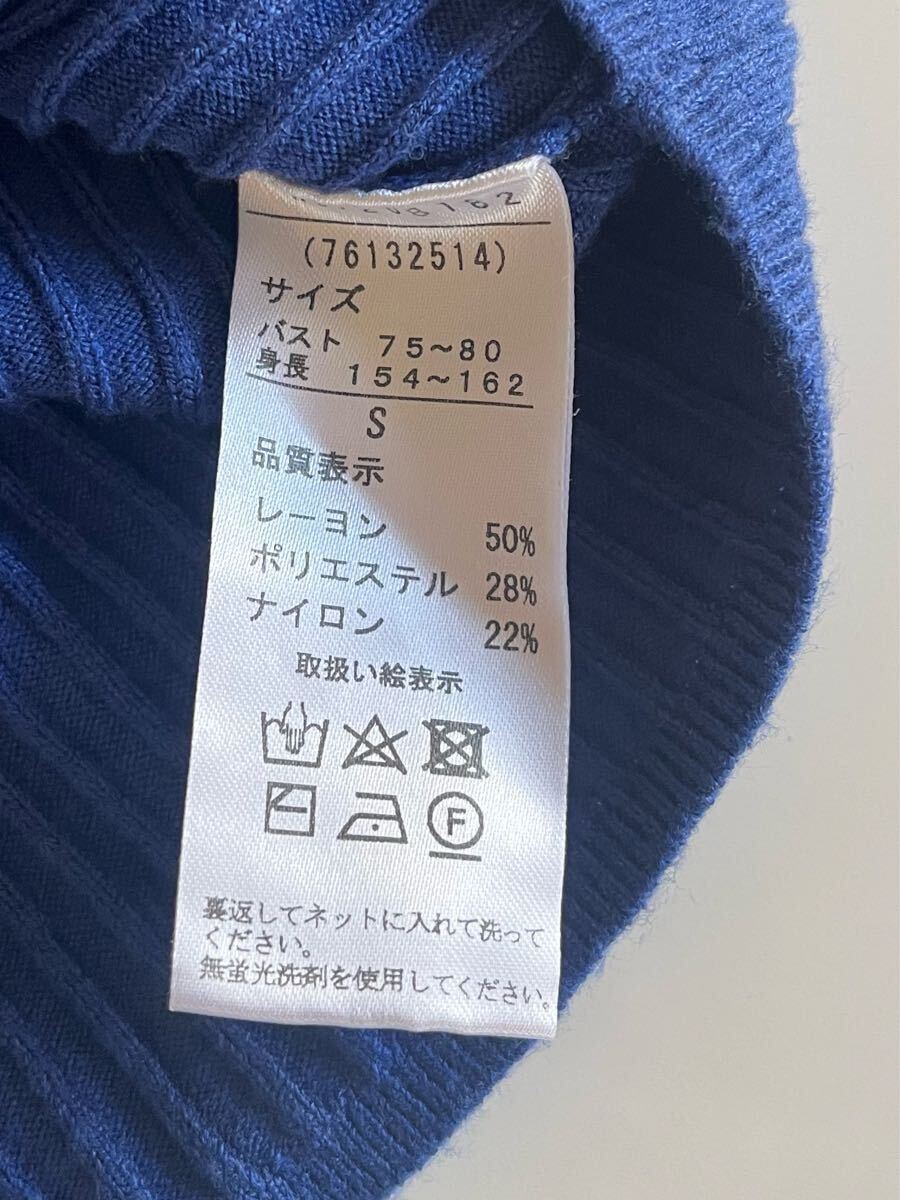 8162
(76132514)
サイズ
バスト 75~80
身長 154~162
S
品質表示
レーヨン 50%
ポリエステル 28%
ナイロン 22%
取扱い絵表示
F
裏返してネットに入れて洗って
ください。
無蛍光洗剤を使用してください。